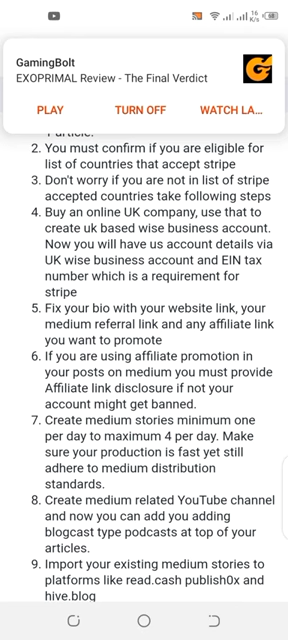 16
K/s
68
GamingBolt
EXOPRIMAL Review - The Final Verdict
PLAY
TURN OFF
WATCH LA...
1 article.
2. You must confirm if you are eligible for
list of countries that accept stripe
3. Don't worry if you are not in list of stripe
accepted countries take following steps
4. Buy an online UK company, use that to
create uk based wise business account.
Now you will have us account details via
UK wise business account and EIN tax
number which is a requirement for
stripe
5. Fix your bio with your website link, your
medium referral link and any affiliate link
you want to promote
6. If you are using affiliate promotion in
your posts on medium you must provide
Affiliate link disclosure if not your
account might get banned.
7. Create medium stories minimum one
per day to maximum 4 per day. Make
sure your production is fast yet still
adhere to medium distribution
standards.
8. Create medium related YouTube channel
and now you can add you adding
blogcast type podcasts at top of your
articles.
9. Import your existing medium stories to
platforms like read.cash publish0x and
hive.blog